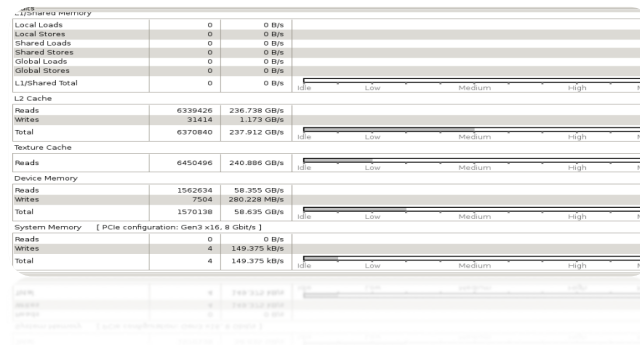 L1/Shared Memory
Local Loads 0 0 B/s
Local Stores 0 0 B/s
Shared Loads 0 0 B/s
Shared Stores 0 0 B/s
Global Loads 0 0 B/s
Global Stores 0 0 B/s
L1/Shared Total 0 0 B/s
Idle Low Medium High
L2 Cache
Reads 6339426 236.738 GB/s
Writes 31414 1.173 GB/s
Total 6370840 237.912 GB/s
Idle Low Medium High
Texture Cache
Reads 6450496 240.886 GB/s
Idle Low Medium High
Device Memory
Reads 1562634 58.355 GB/s
Writes 7504 280.228 MB/s
Total 1570138 58.635 GB/s
Idle Low Medium High
System Memory [ PCIe configuration: Gen3 x16, 8 Gbit/s ]
Reads 0 0 B/s
Writes 4 149.375 kB/s
Total 4 149.375 kB/s
Idle Low Medium High